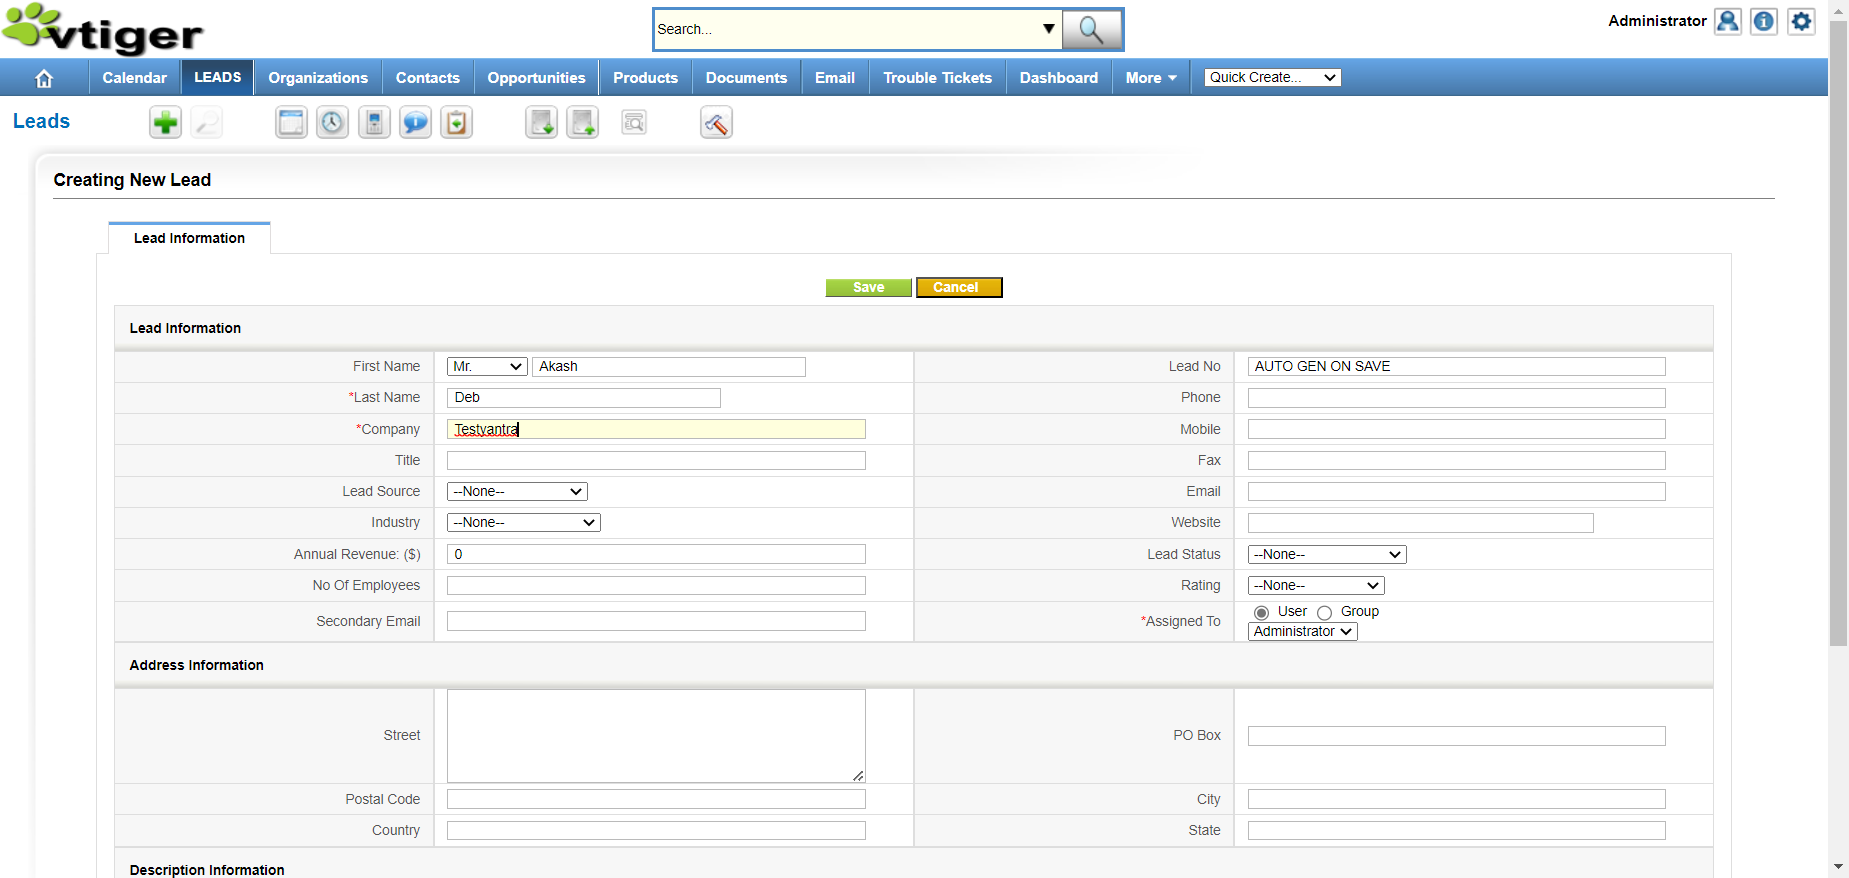 vtiger
Search...
Administrator
Calendar LEADS Organizations Contacts Opportunities Products Documents Email Trouble Tickets Dashboard More Quick Create...
Leads
Creating New Lead
Lead Information
Save Cancel
Lead Information
First Name Mr. Akash Lead No AUTO GEN ON SAVE
*Last Name Deb Phone
*Company Testyantra Mobile
Title Fax
Lead Source --None-- Email
Industry --None-- Website
Annual Revenue: ($) 0 Lead Status --None--
No Of Employees Rating --None--
Secondary Email *Assigned To User Group
Administrator
Address Information
Street PO Box
Postal Code City
Country State
Description Information